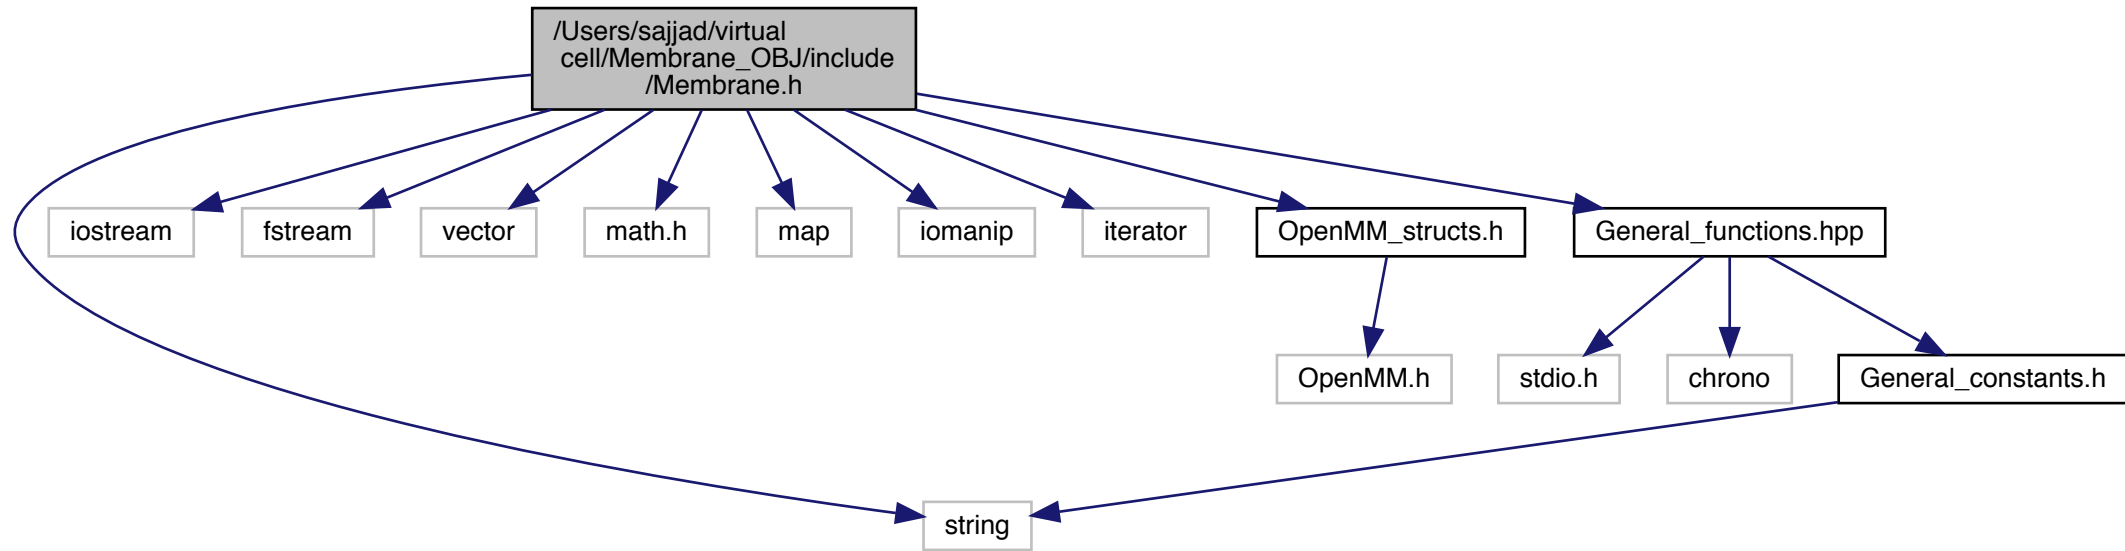 /Users/sajjad/virtual
cell/Membrane_OBJ/include
/Membrane.h
iostream
fstream
vector
math.h
map
iomanip
iterator
OpenMM_structs.h
General_functions.hpp
OpenMM.h
stdio.h
chrono
General_constants.h
string